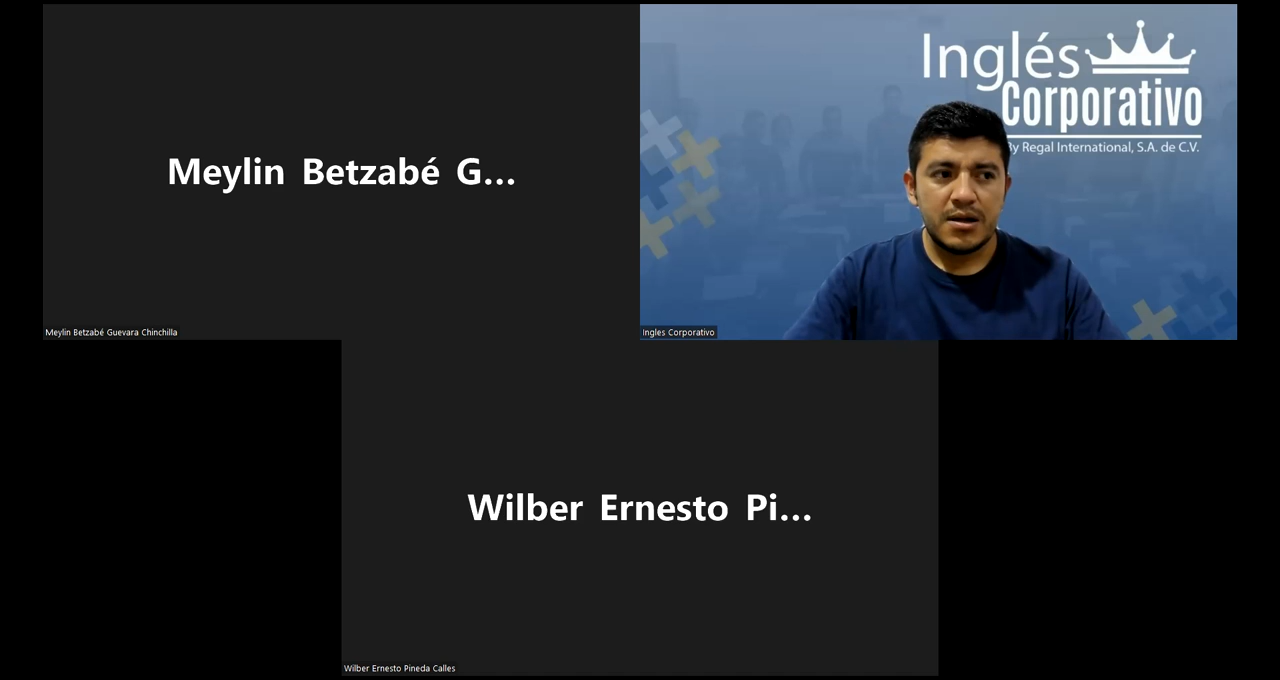 Meylin Betzabé G...
Meylin Betzabé Guevara Chinchilla
Inglés
Corporativo
By Regal International, S.A. de C.V.
Ingles Corporativo
Wilber Ernesto Pi...
Wilber Ernesto Pineda Calles